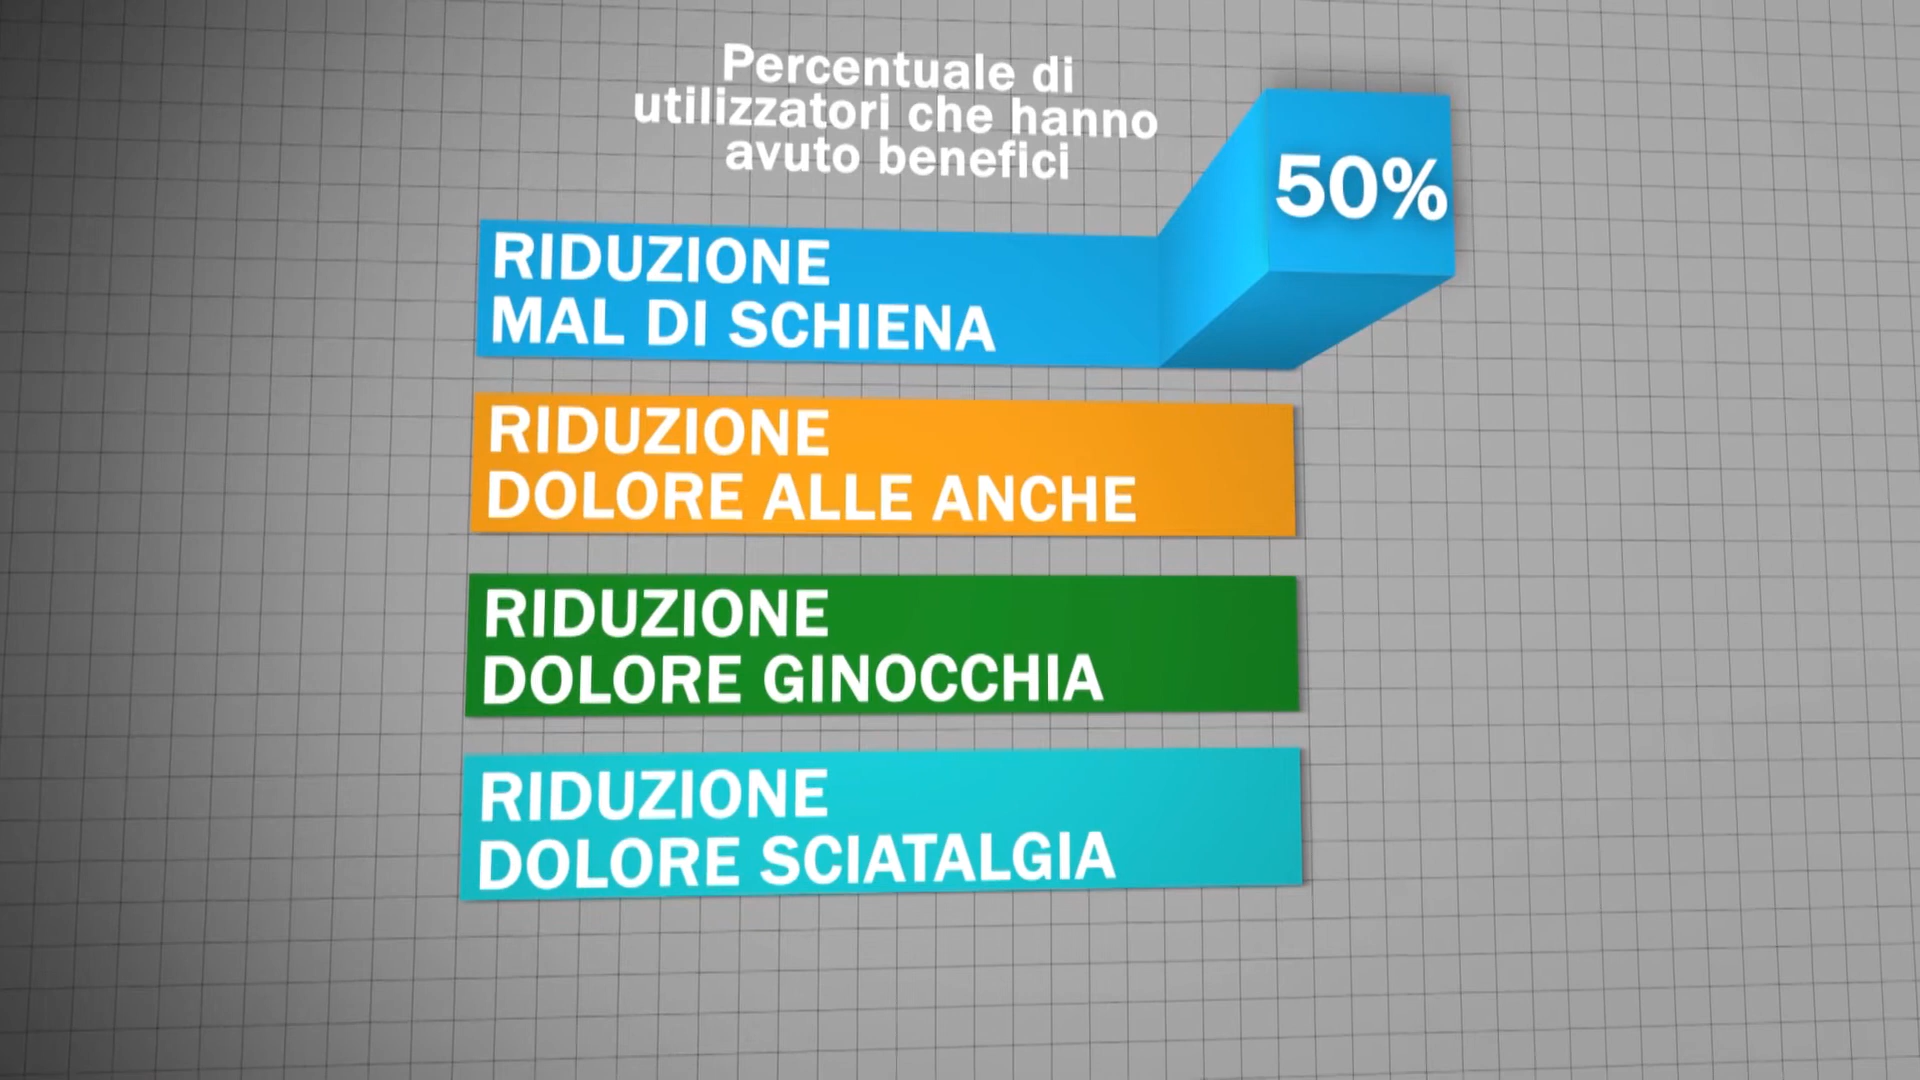 Percentuale di
utilizzatori che hanno
avuto benefici
50%
RIDUZIONE
MAL DI SCHIENA
RIDUZIONE
DOLORE ALLE ANCHE
RIDUZIONE
DOLORE GINOCCHIA
RIDUZIONE
DOLORE SCIATALGIA